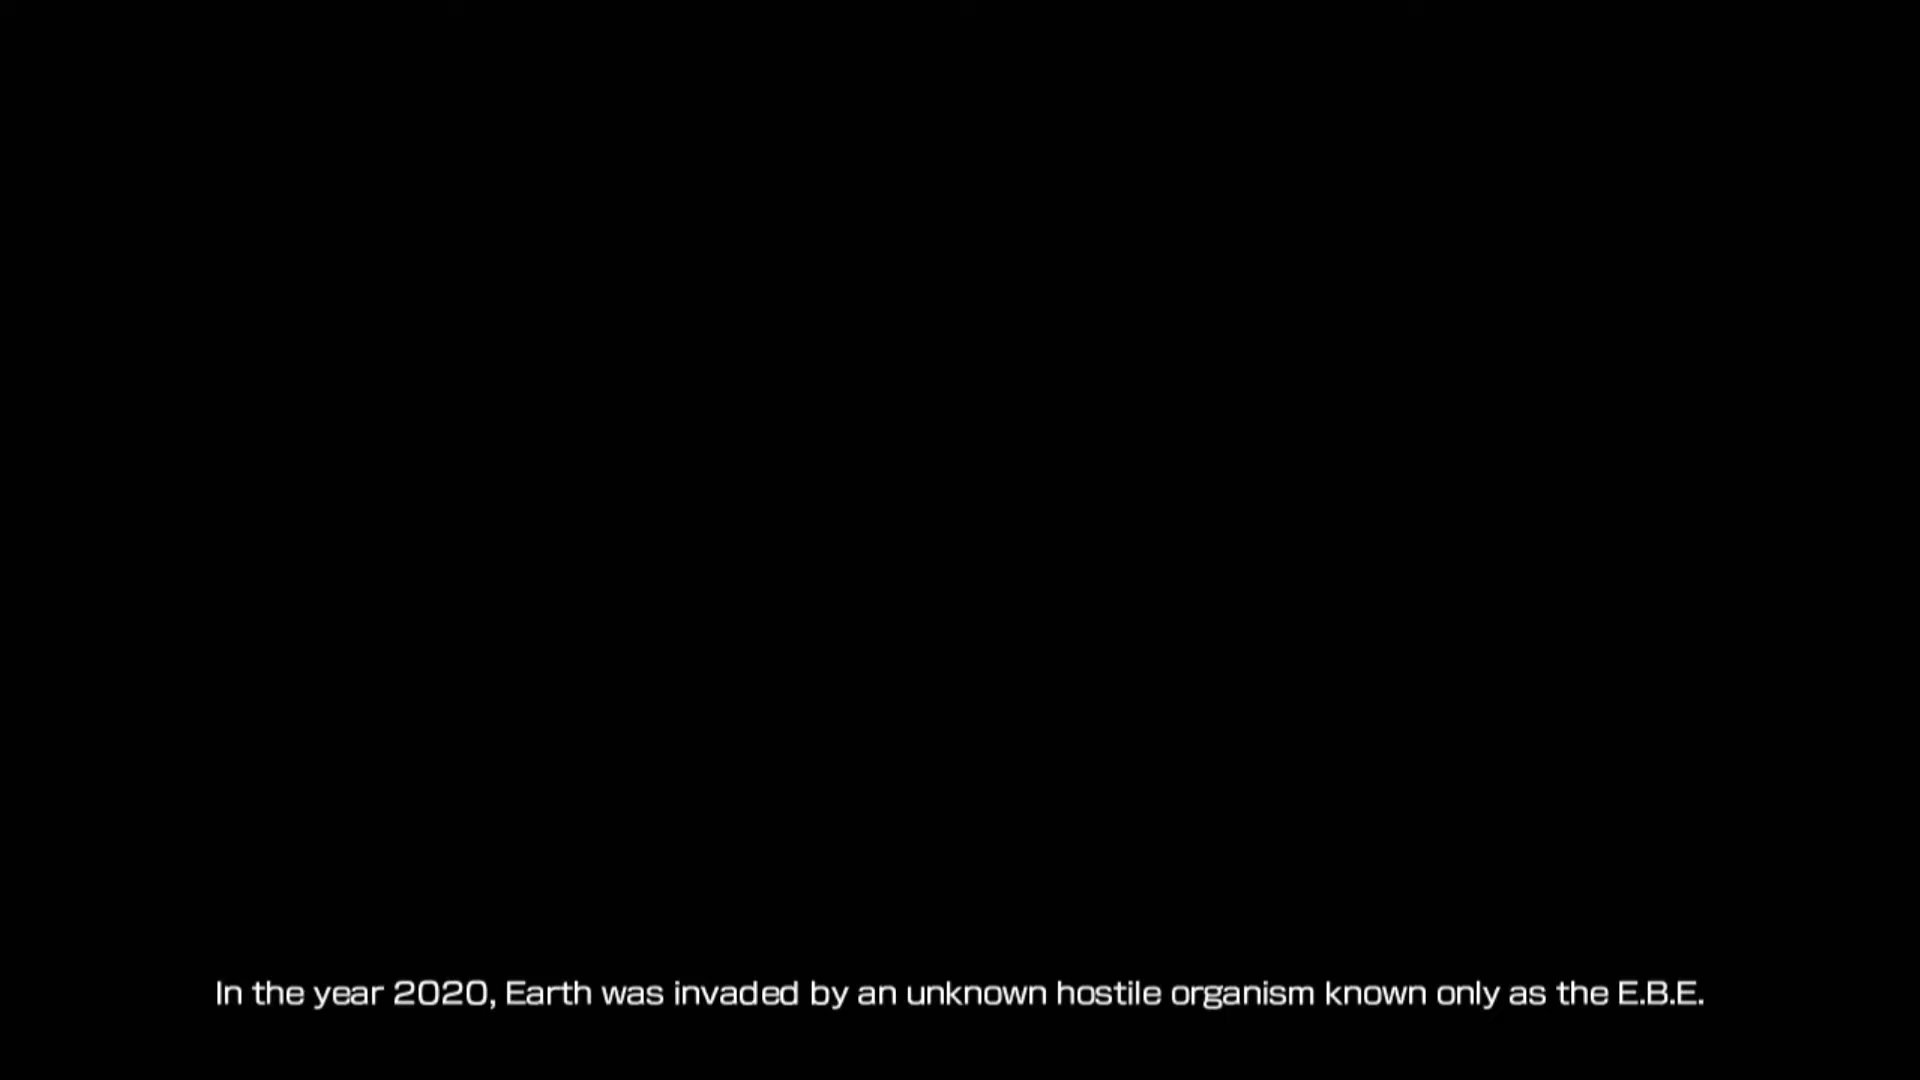 In the year 2020, Earth was invaded by an unknown hostile organism known only as the E.B.E.